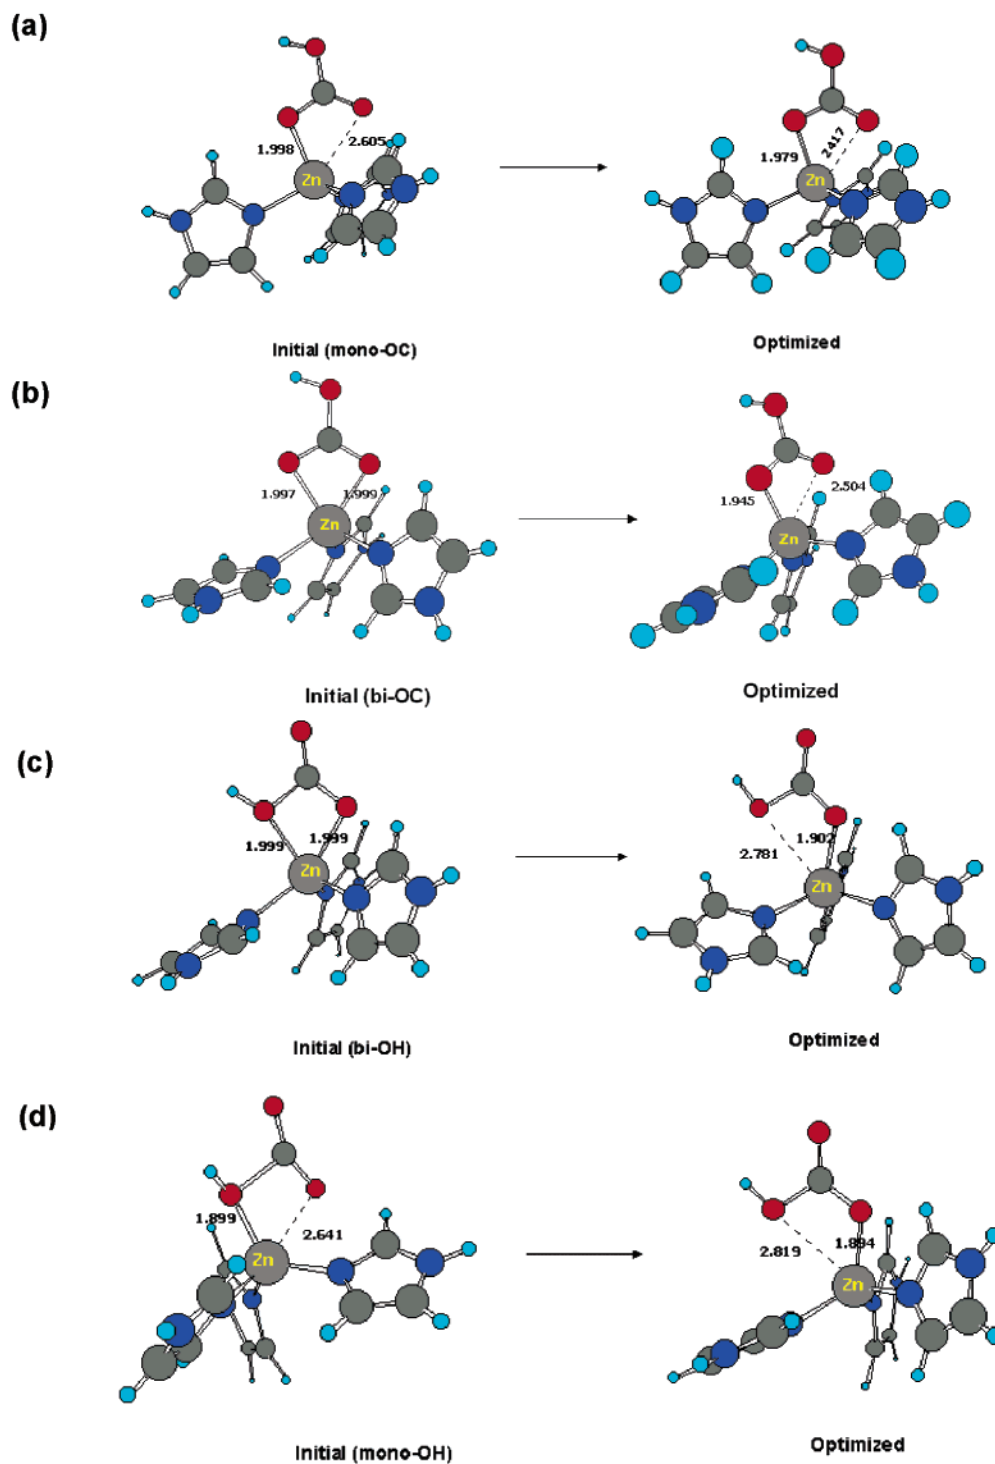 (a)
1.998
2.605
Zn
1.979
2.417
Zn
Initial (mono-OC)
Optimized
(b)
1.997
1.999
Zn
1.945
2.504
Zn
Initial (bi-OC)
Optimized
(c)
1.999
1.999
Zn
2.781
1.902
Zn
Initial (bi-OH)
Optimized
(d)
1.899
2.641
Zn
2.819
1.894
Zn
Initial (mono-OH)
Optimized